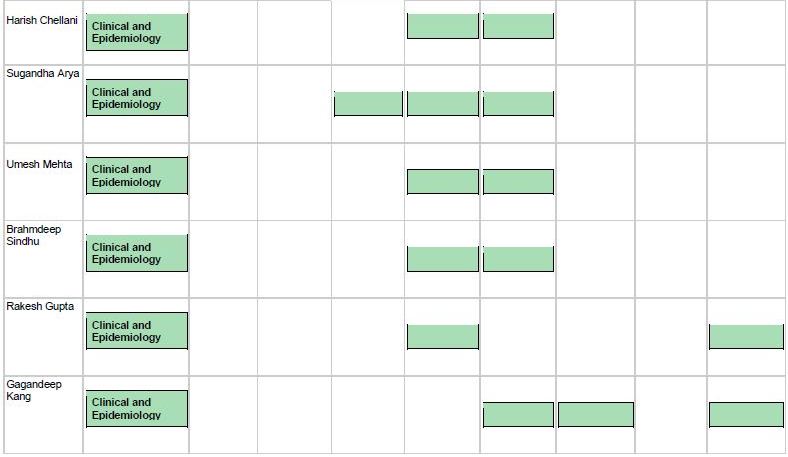 Harish Chellani
Clinical and
Epidemiology
Sugandha Arya
Clinical and
Epidemiology
Umesh Mehta
Clinical and
Epidemiology
Brahmdeep
Sindhu
Clinical and
Epidemiology
Rakesh Gupta
Clinical and
Epidemiology
Gagandeep
Kang
Clinical and
Epidemiology